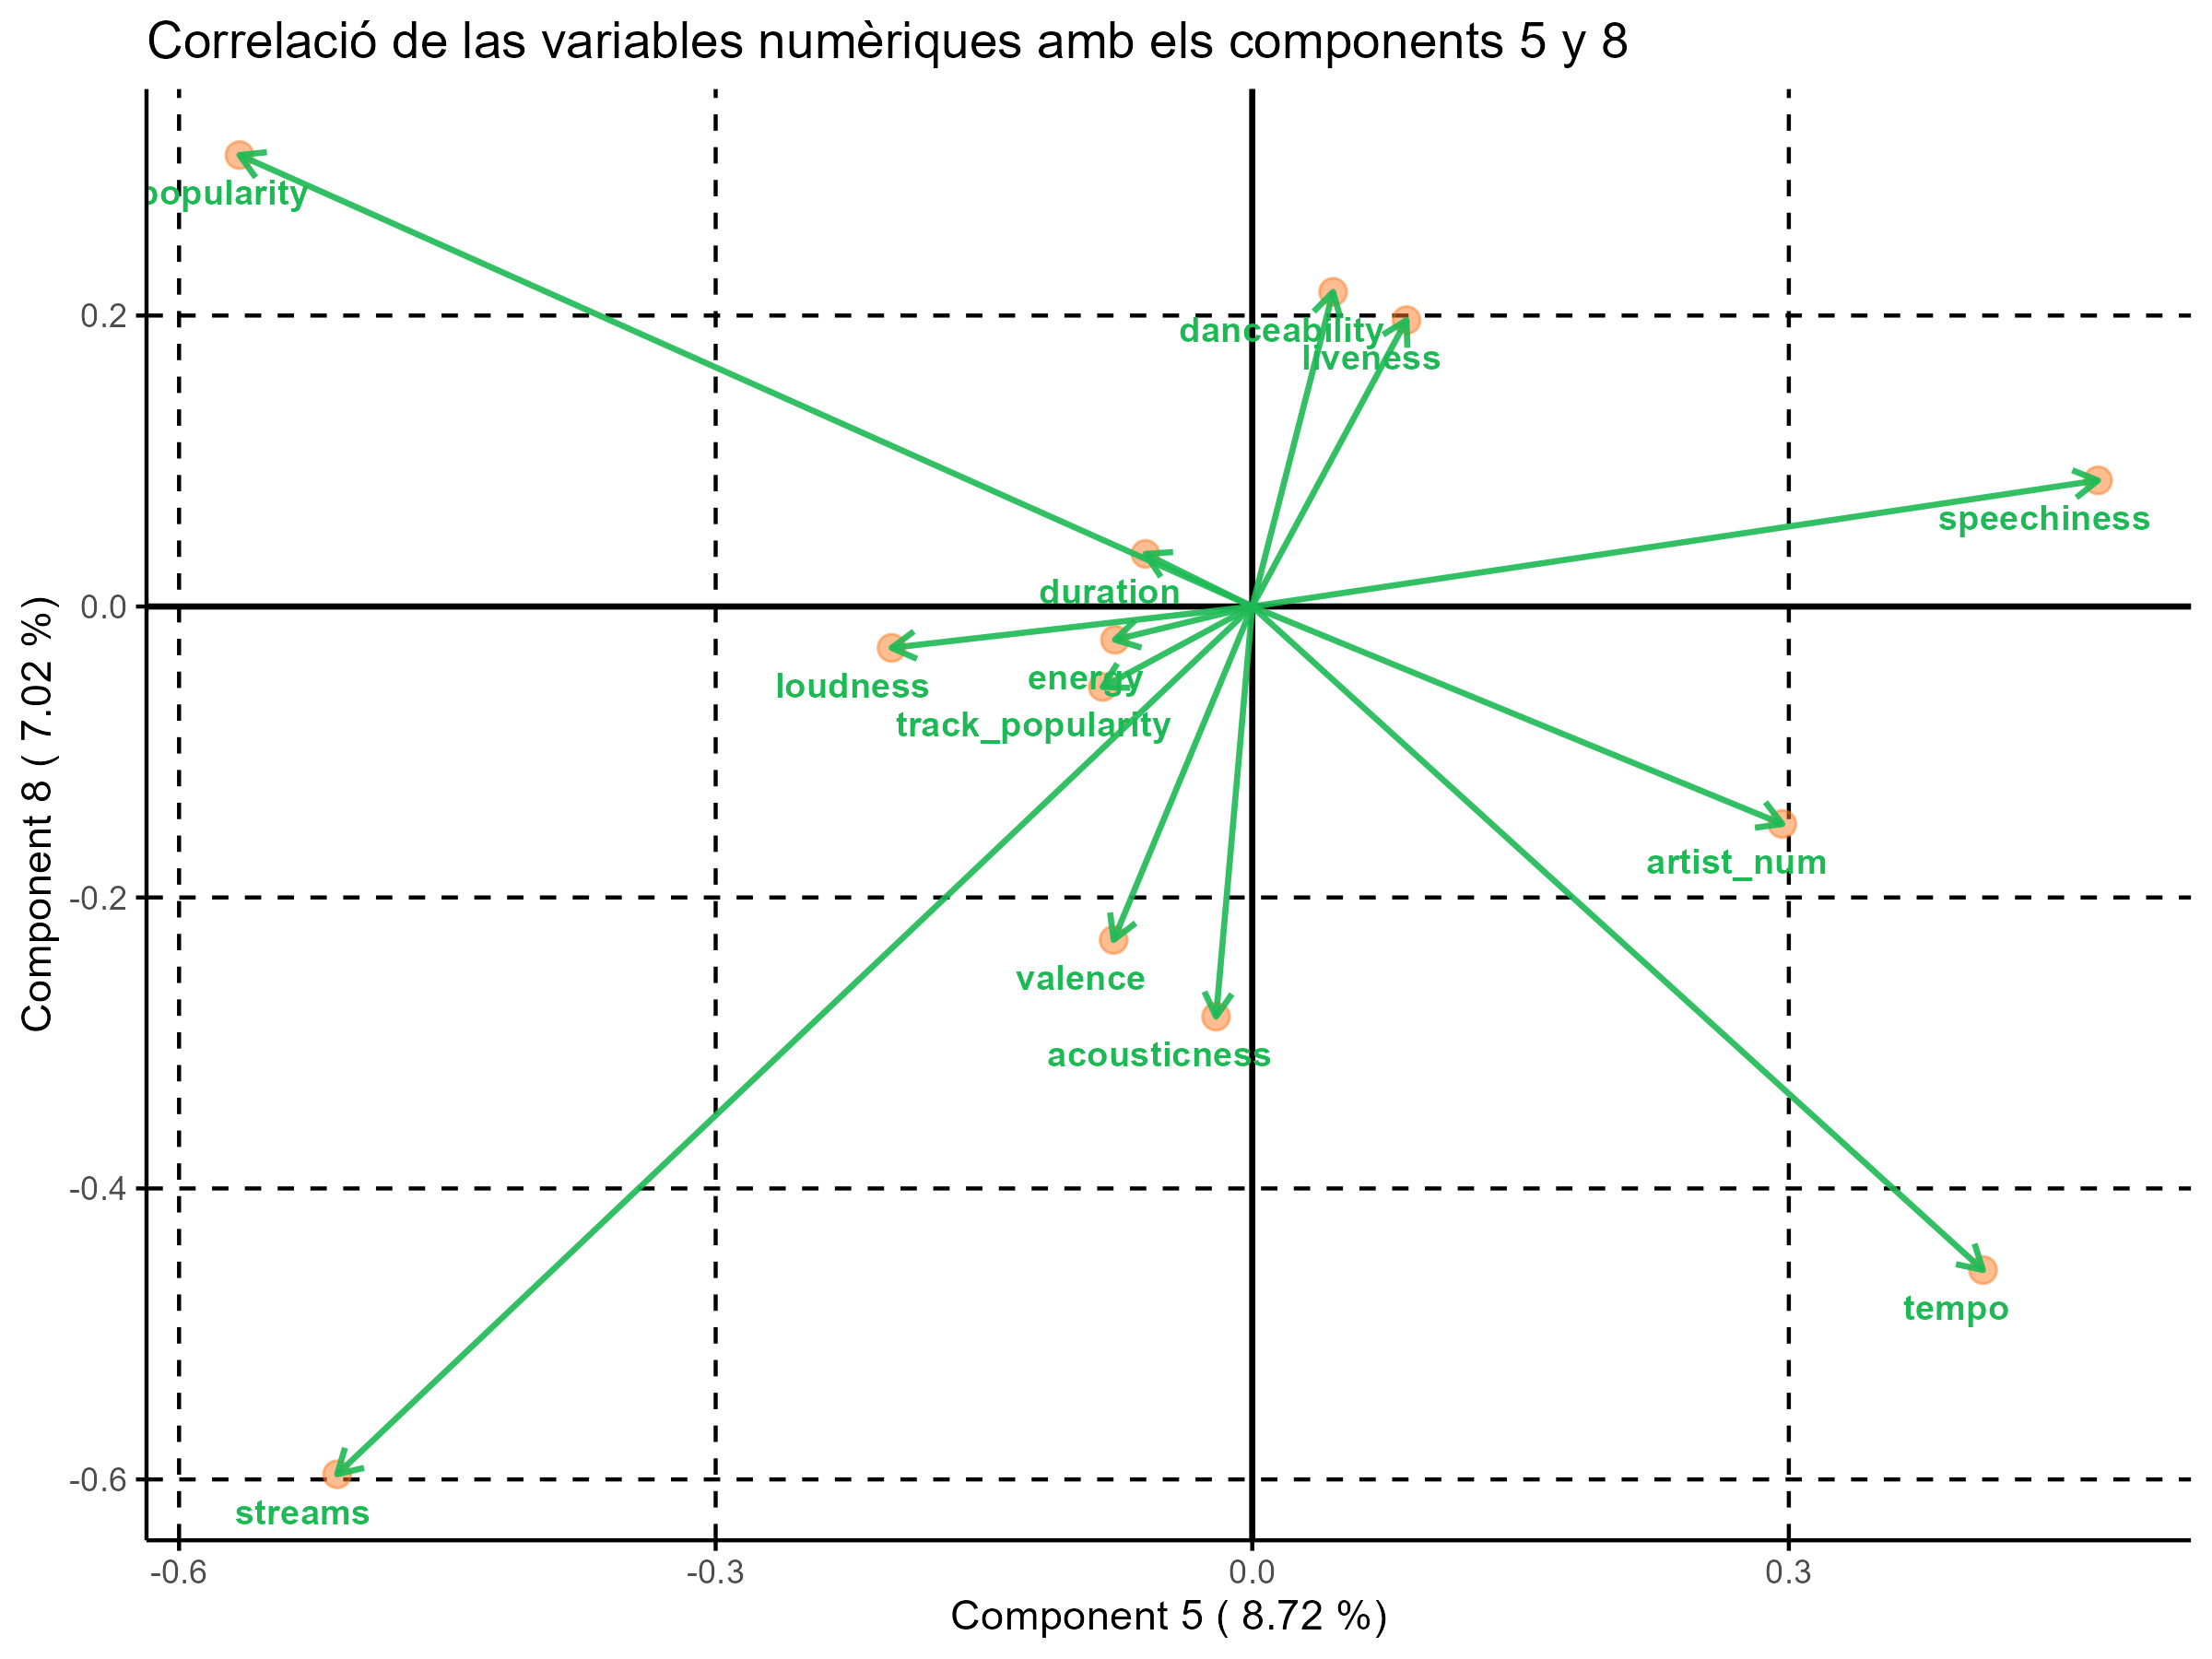 Correlació de las variables numèriques amb els components 5 y 8
popularity
0.2
danceability
liveness
speechiness
duration
0.0
loudness
energy
track_popularity
artist_num
-0.2
valence
acousticness
-0.4
tempo
-0.6
streams
-0.6
-0.3
0.0
0.3
Component 5 ( 8.72 %)
Component 8 ( 7.02 %)